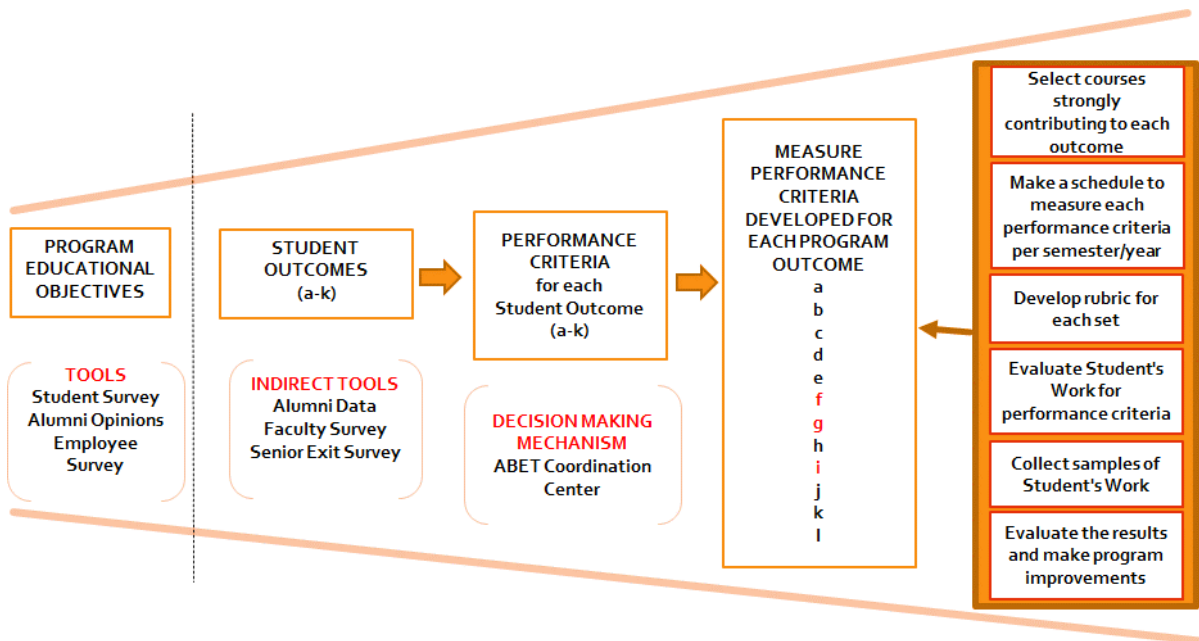 PROGRAM
EDUCATIONAL
OBJECTIVES
TOOLS
Student Survey
Alumni Opinions
Employee
Survey
STUDENT
OUTCOMES
(a-k)
INDIRECT TOOLS
Alumni Data
Faculty Survey
Senior Exit Survey
PERFORMANCE
CRITERIA
for each
Student Outcome
(a-k)
DECISION MAKING
MECHANISM
ABET Coordination
Center
MEASURE
PERFORMANCE
CRITERIA
DEVELOPED FOR
EACH PROGRAM
OUTCOME
a
b
c
d
e
f
g
h
i
j
k
l
Select courses
strongly
contributing to each
outcome
Make a schedule to
measure each
performance criteria
per semester/year
Develop rubric for
each set
Evaluate Student's
Work for
performance criteria
Collect samples of
Student's Work
Evaluate the results
and make program
improvements